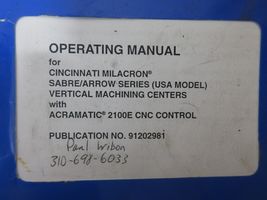 OPERATING MANUAL
for
CINCINNATI MILACRON®
SABRE/ARROW SERIES (USA MODEL)
VERTICAL MACHINING CENTERS
with
ACRAMATIC® 2100E CNC CONTROL
PUBLICATION NO. 91202981
Paul
310-698-6033